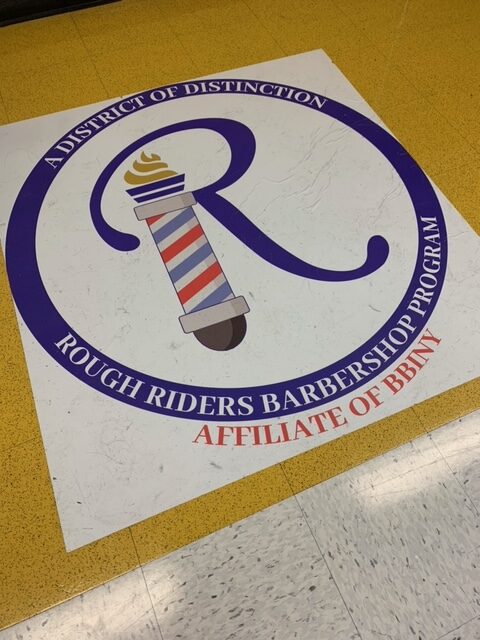 A DISTRICT OF DISTINCTION
R
ROUGH RIDERS BARBERSHOP PROGRAM
AFFILIATE OF BBINY